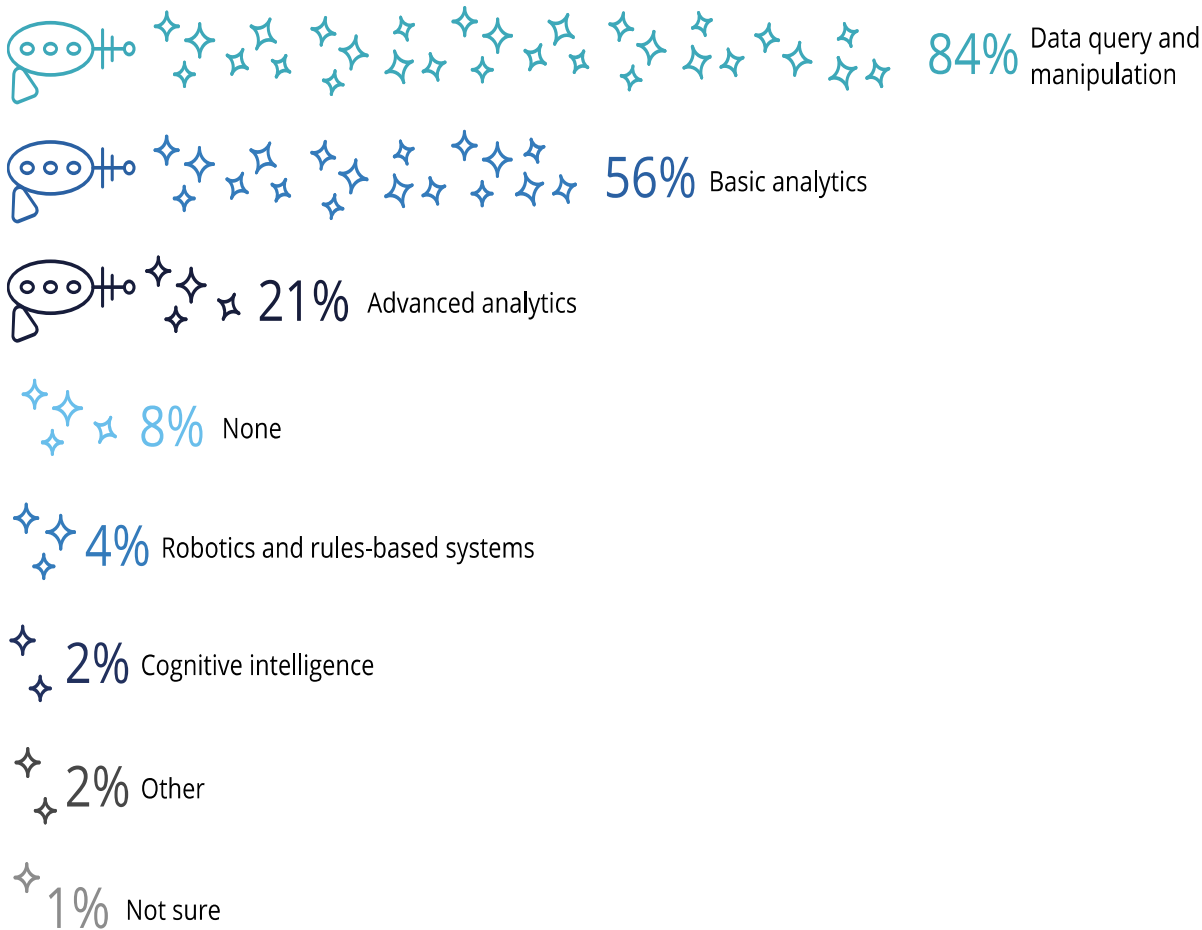 84% Data query and
manipulation
56% Basic analytics
21% Advanced analytics
8% None
4% Robotics and rules-based systems
2% Cognitive intelligence
2% Other
1% Not sure